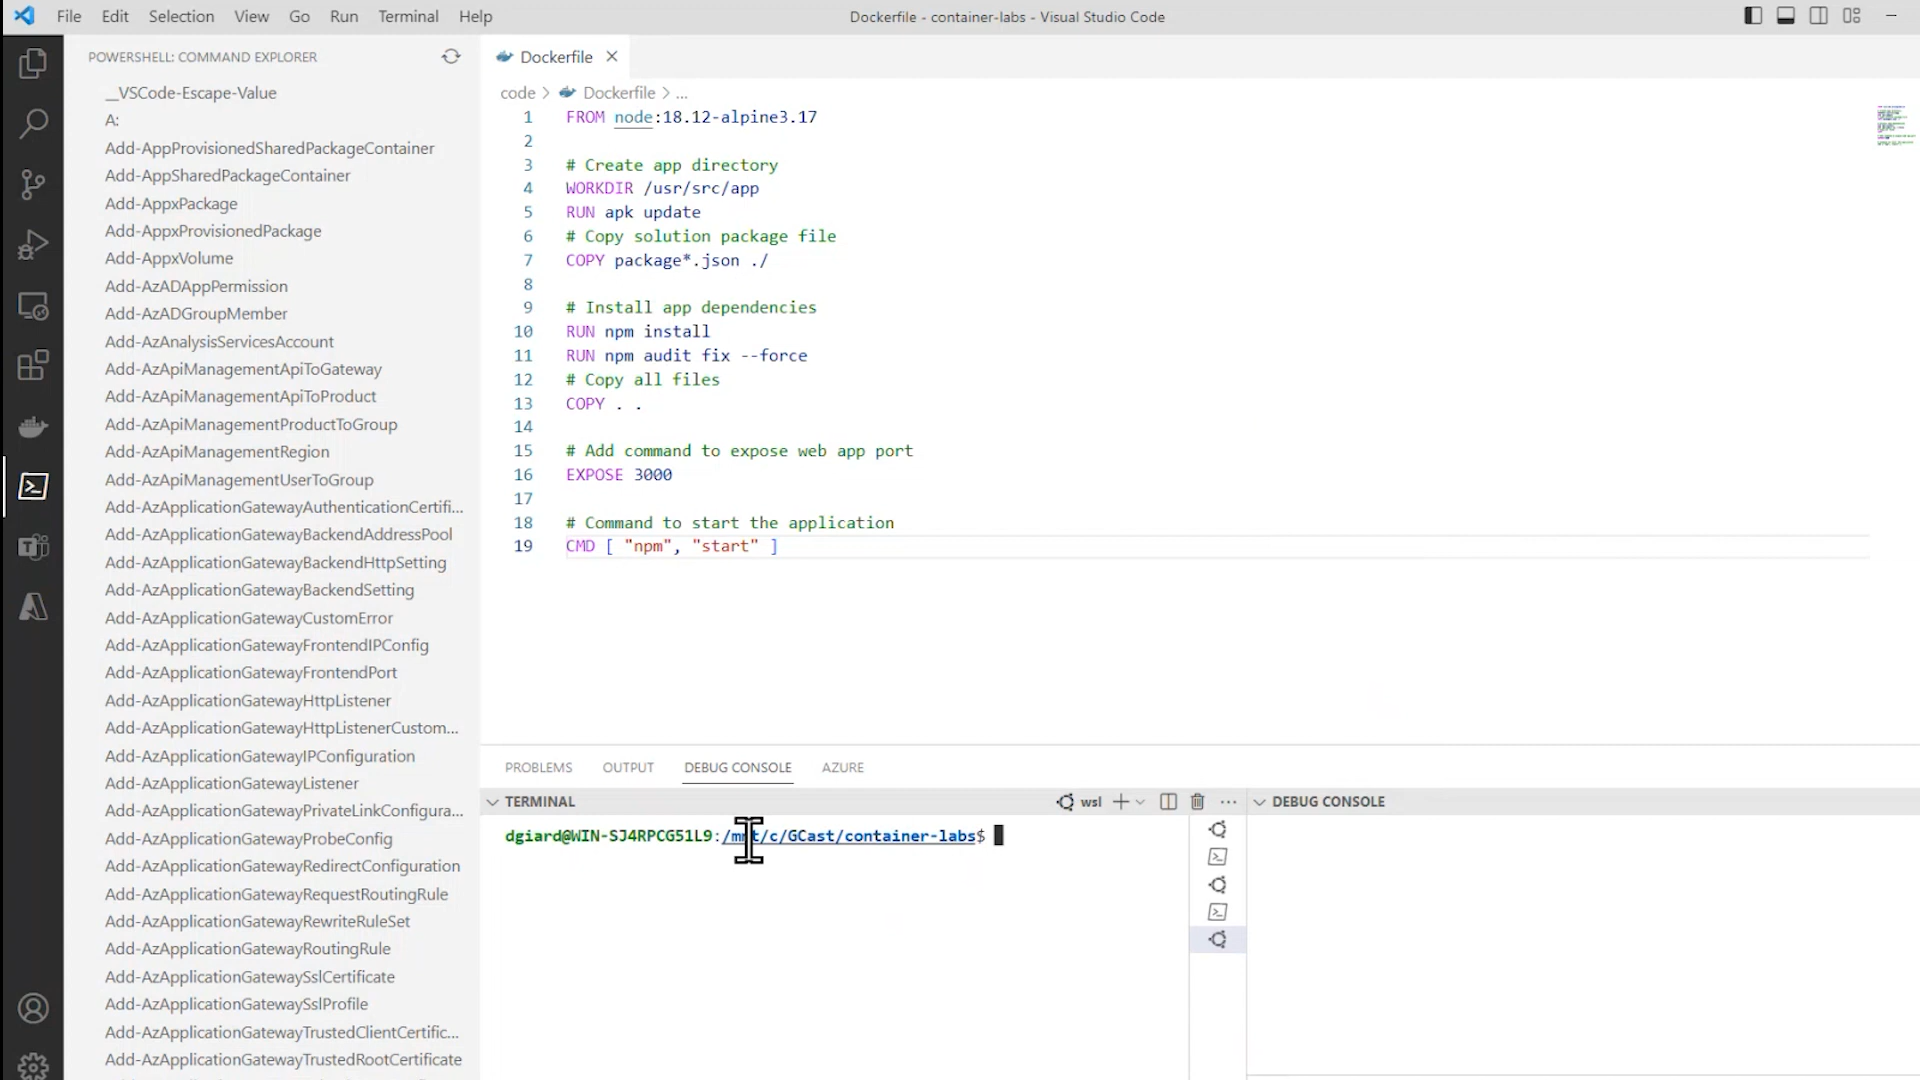 File Edit Selection View Go Run Terminal Help
Dockerfile - container-labs - Visual Studio Code
POWERSHELL: COMMAND EXPLORER
__VSCode-Escape-Value
A:
Add-AppProvisionedSharedPackageContainer
Add-AppSharedPackageContainer
Add-AppxPackage
Add-AppxProvisionedPackage
Add-AppxVolume
Add-AzADAppPermission
Add-AzADGroupMember
Add-AzAnalysisServicesAccount
Add-AzApiManagementApiToGateway
Add-AzApiManagementApiToProduct
Add-AzApiManagementProductToGroup
Add-AzApiManagementRegion
Add-AzApiManagementUserToGroup
Add-AzApplicationGatewayAuthenticationCertifi...
Add-AzApplicationGatewayBackendAddressPool
Add-AzApplicationGatewayBackendHttpSetting
Add-AzApplicationGatewayBackendSetting
Add-AzApplicationGatewayCustomError
Add-AzApplicationGatewayFrontendIPConfig
Add-AzApplicationGatewayFrontendPort
Add-AzApplicationGatewayHttpListener
Add-AzApplicationGatewayHttpListenerCustom...
Add-AzApplicationGatewayIPConfiguration
Add-AzApplicationGatewayListener
Add-AzApplicationGatewayPrivateLinkConfigura...
Add-AzApplicationGatewayProbeConfig
Add-AzApplicationGatewayRedirectConfiguration
Add-AzApplicationGatewayRequestRoutingRule
Add-AzApplicationGatewayRewriteRuleSet
Add-AzApplicationGatewayRoutingRule
Add-AzApplicationGatewaySslCertificate
Add-AzApplicationGatewaySslProfile
Add-AzApplicationGatewayTrustedClientCertific...
Add-AzApplicationGatewayTrustedRootCertificate
Dockerfile
code > Dockerfile > ...
1 FROM node:18.12-alpine3.17
2
3 # Create app directory
4 WORKDIR /usr/src/app
5 RUN apk update
6 # Copy solution package file
7 COPY package*.json ./
8
9 # Install app dependencies
10 RUN npm install
11 RUN npm audit fix --force
12 # Copy all files
13 COPY . .
14
15 # Add command to expose web app port
16 EXPOSE 3000
17
18 # Command to start the application
19 CMD [ "npm", "start" ]
PROBLEMS OUTPUT DEBUG CONSOLE AZURE
TERMINAL
wsl
dgiard@WIN-SJ4RPCG51L9:/mnt/c/GCast/container-labs$
DEBUG CONSOLE